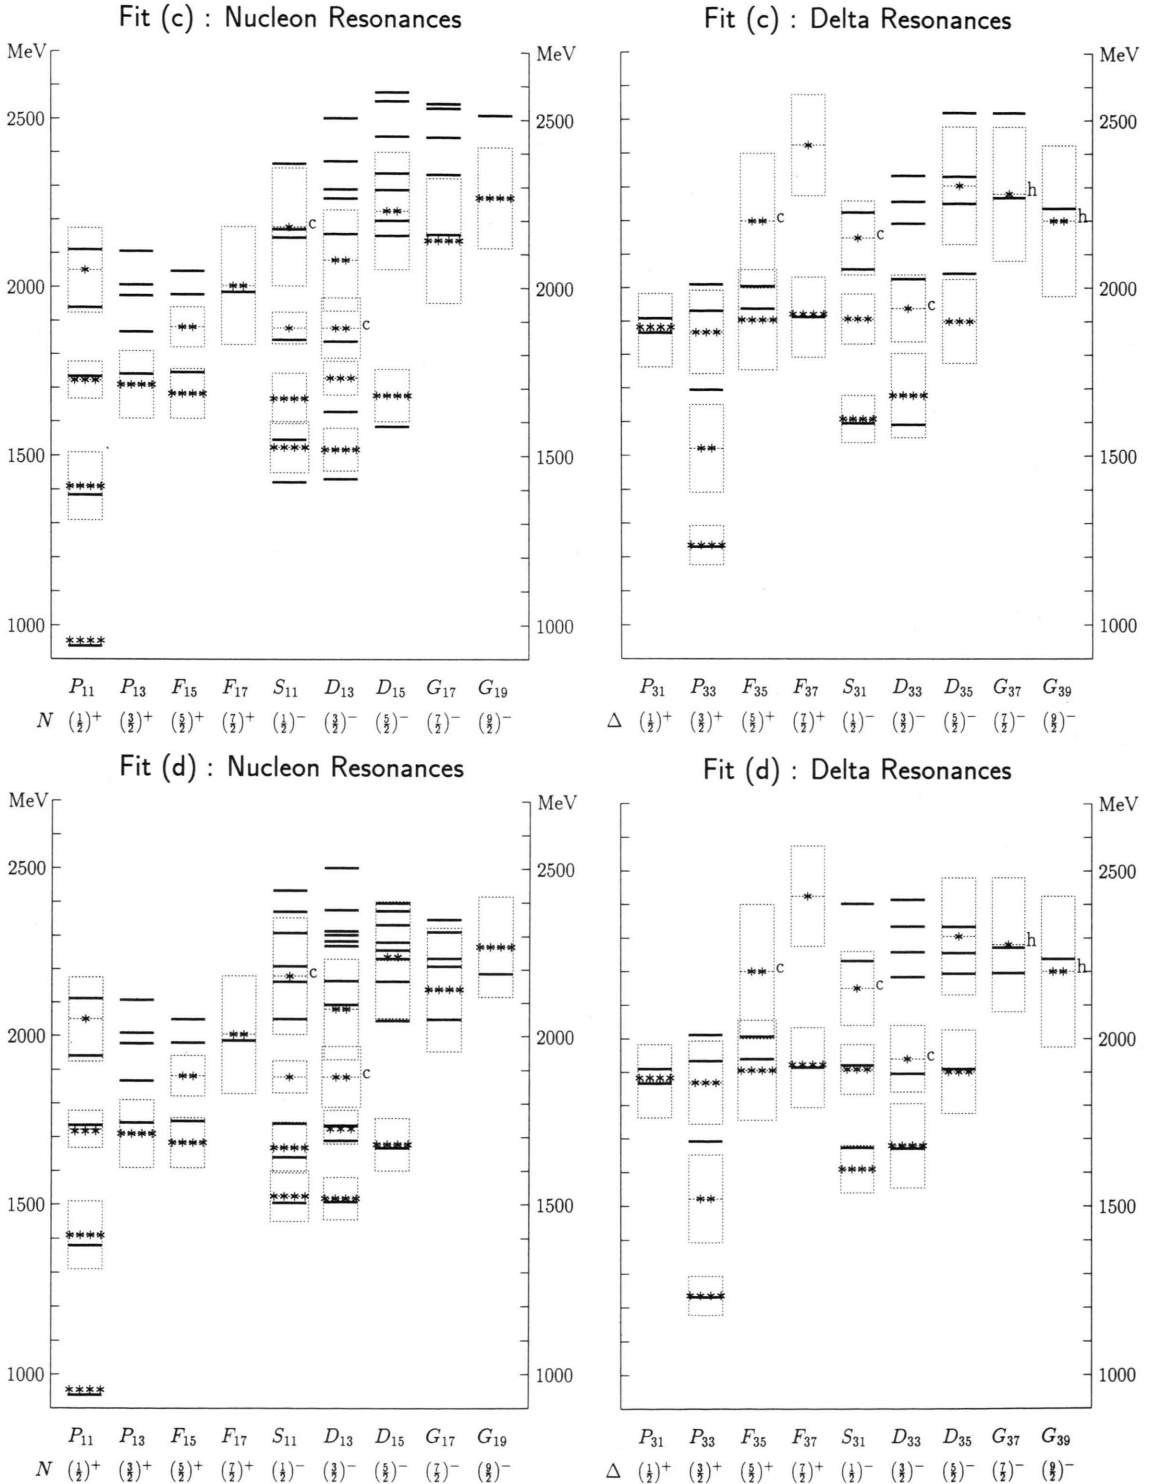 Fit (c) : Nucleon Resonances
MeV
2500
2000
1500
1000
MeV
2500
2000
1500
1000
**** **** **** ** **** **** **** **** ****
* ** **** *** ** * c * c ** ***
P₁₁ P₁₃ F₁₅ F₁₇ S₁₁ D₁₃ D₁₅ G₁₇ G₁₉
N (1/2)⁺ (3/2)⁺ (5/2)⁺ (7/2)⁺ (1/2)⁻ (3/2)⁻ (5/2)⁻ (7/2)⁻ (9/2)⁻
Fit (c) : Delta Resonances
MeV
2500
2000
1500
1000
c
c
c
h
h
P₃₁ P₃₃ F₃₅ F₃₇ S₃₁ D₃₃ D₃₅ G₃₇ G₃₉
Δ (1/2)⁺ (3/2)⁺ (5/2)⁺ (7/2)⁺ (1/2)⁻ (3/2)⁻ (5/2)⁻ (7/2)⁻ (9/2)⁻
Fit (d) : Nucleon Resonances
MeV
2500
2000
1500
1000
MeV
2500
2000
1500
1000
c
c
P₁₁ P₁₃ F₁₅ F₁₇ S₁₁ D₁₃ D₁₅ G₁₇ G₁₉
N (1/2)⁺ (3/2)⁺ (5/2)⁺ (7/2)⁺ (1/2)⁻ (3/2)⁻ (5/2)⁻ (7/2)⁻ (9/2)⁻
Fit (d) : Delta Resonances
MeV
2500
2000
1500
1000
c
c
c
h
h
P₃₁ P₃₃ F₃₅ F₃₇ S₃₁ D₃₃ D₃₅ G₃₇ G₃₉
Δ (1/2)⁺ (3/2)⁺ (5/2)⁺ (7/2)⁺ (1/2)⁻ (3/2)⁻ (5/2)⁻ (7/2)⁻ (9/2)⁻